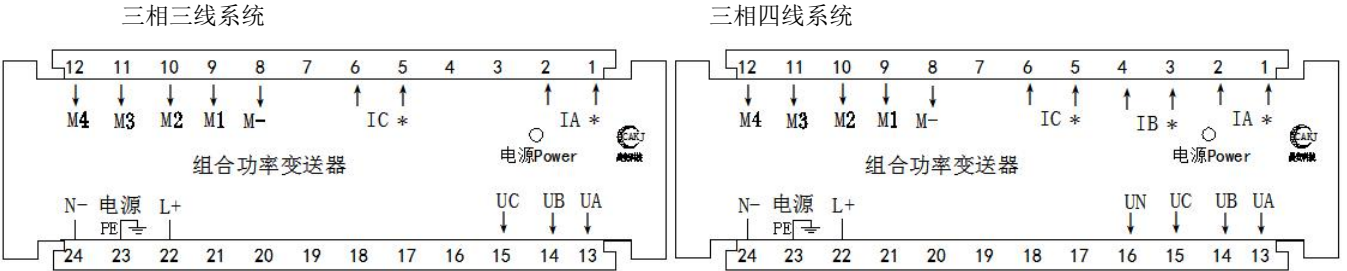 三相三线系统 三相四线系统
12 11 10 9 8 7 6 5 4 3 2 1 12 11 10 9 8 7 6 5 4 3 2 1
M4 M3 M2 M1 M- IC * IA * M4 M3 M2 M1 M- IC * IB * IA *
CAKJ CAKJ
电源Power 电源Power
组合功率变送器 组合功率变送器
N- 电源 L+ UC UB UA N- 电源 L+ UN UC UB UA
PE PE
24 23 22 21 20 19 18 17 16 15 14 13 24 23 22 21 20 19 18 17 16 15 14 13